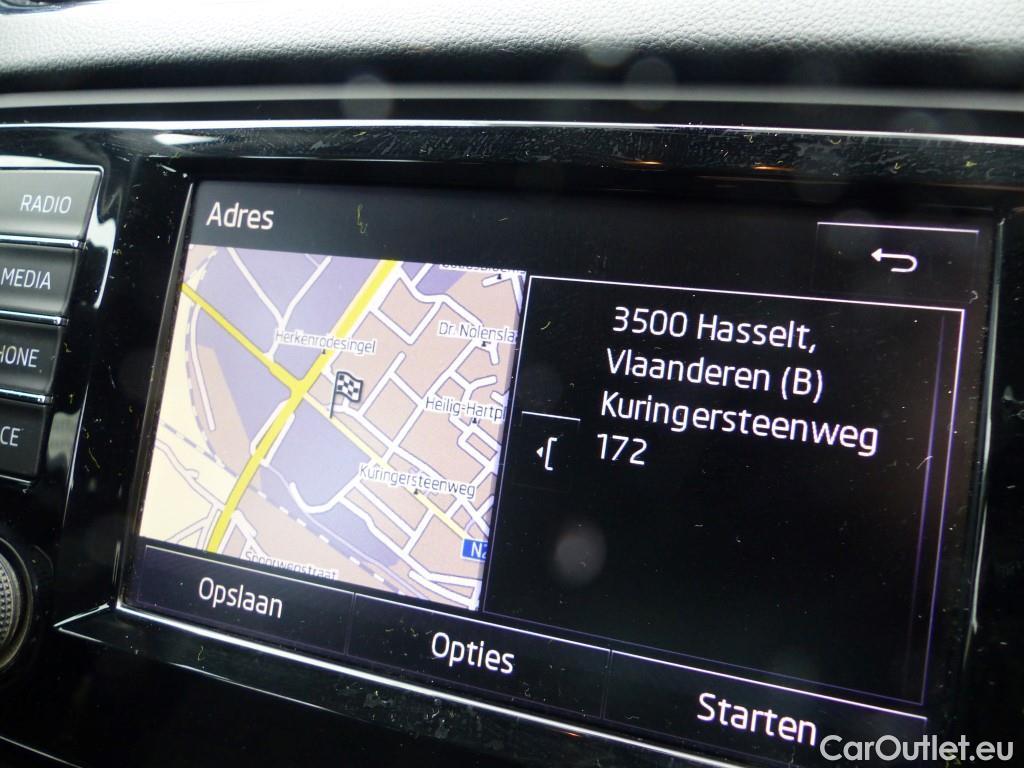 RADIO
MEDIA
HONE
CE
Adres
Herkenrodesingel
Dr. Nolensla
Heilig-Hartpl
Kuringersteenweg
Spoorwegstraat
N2
3500 Hasselt,
Vlaanderen (B)
Kuringersteenweg
172
Opslaan
Opties
Starten
CarOutlet.eu